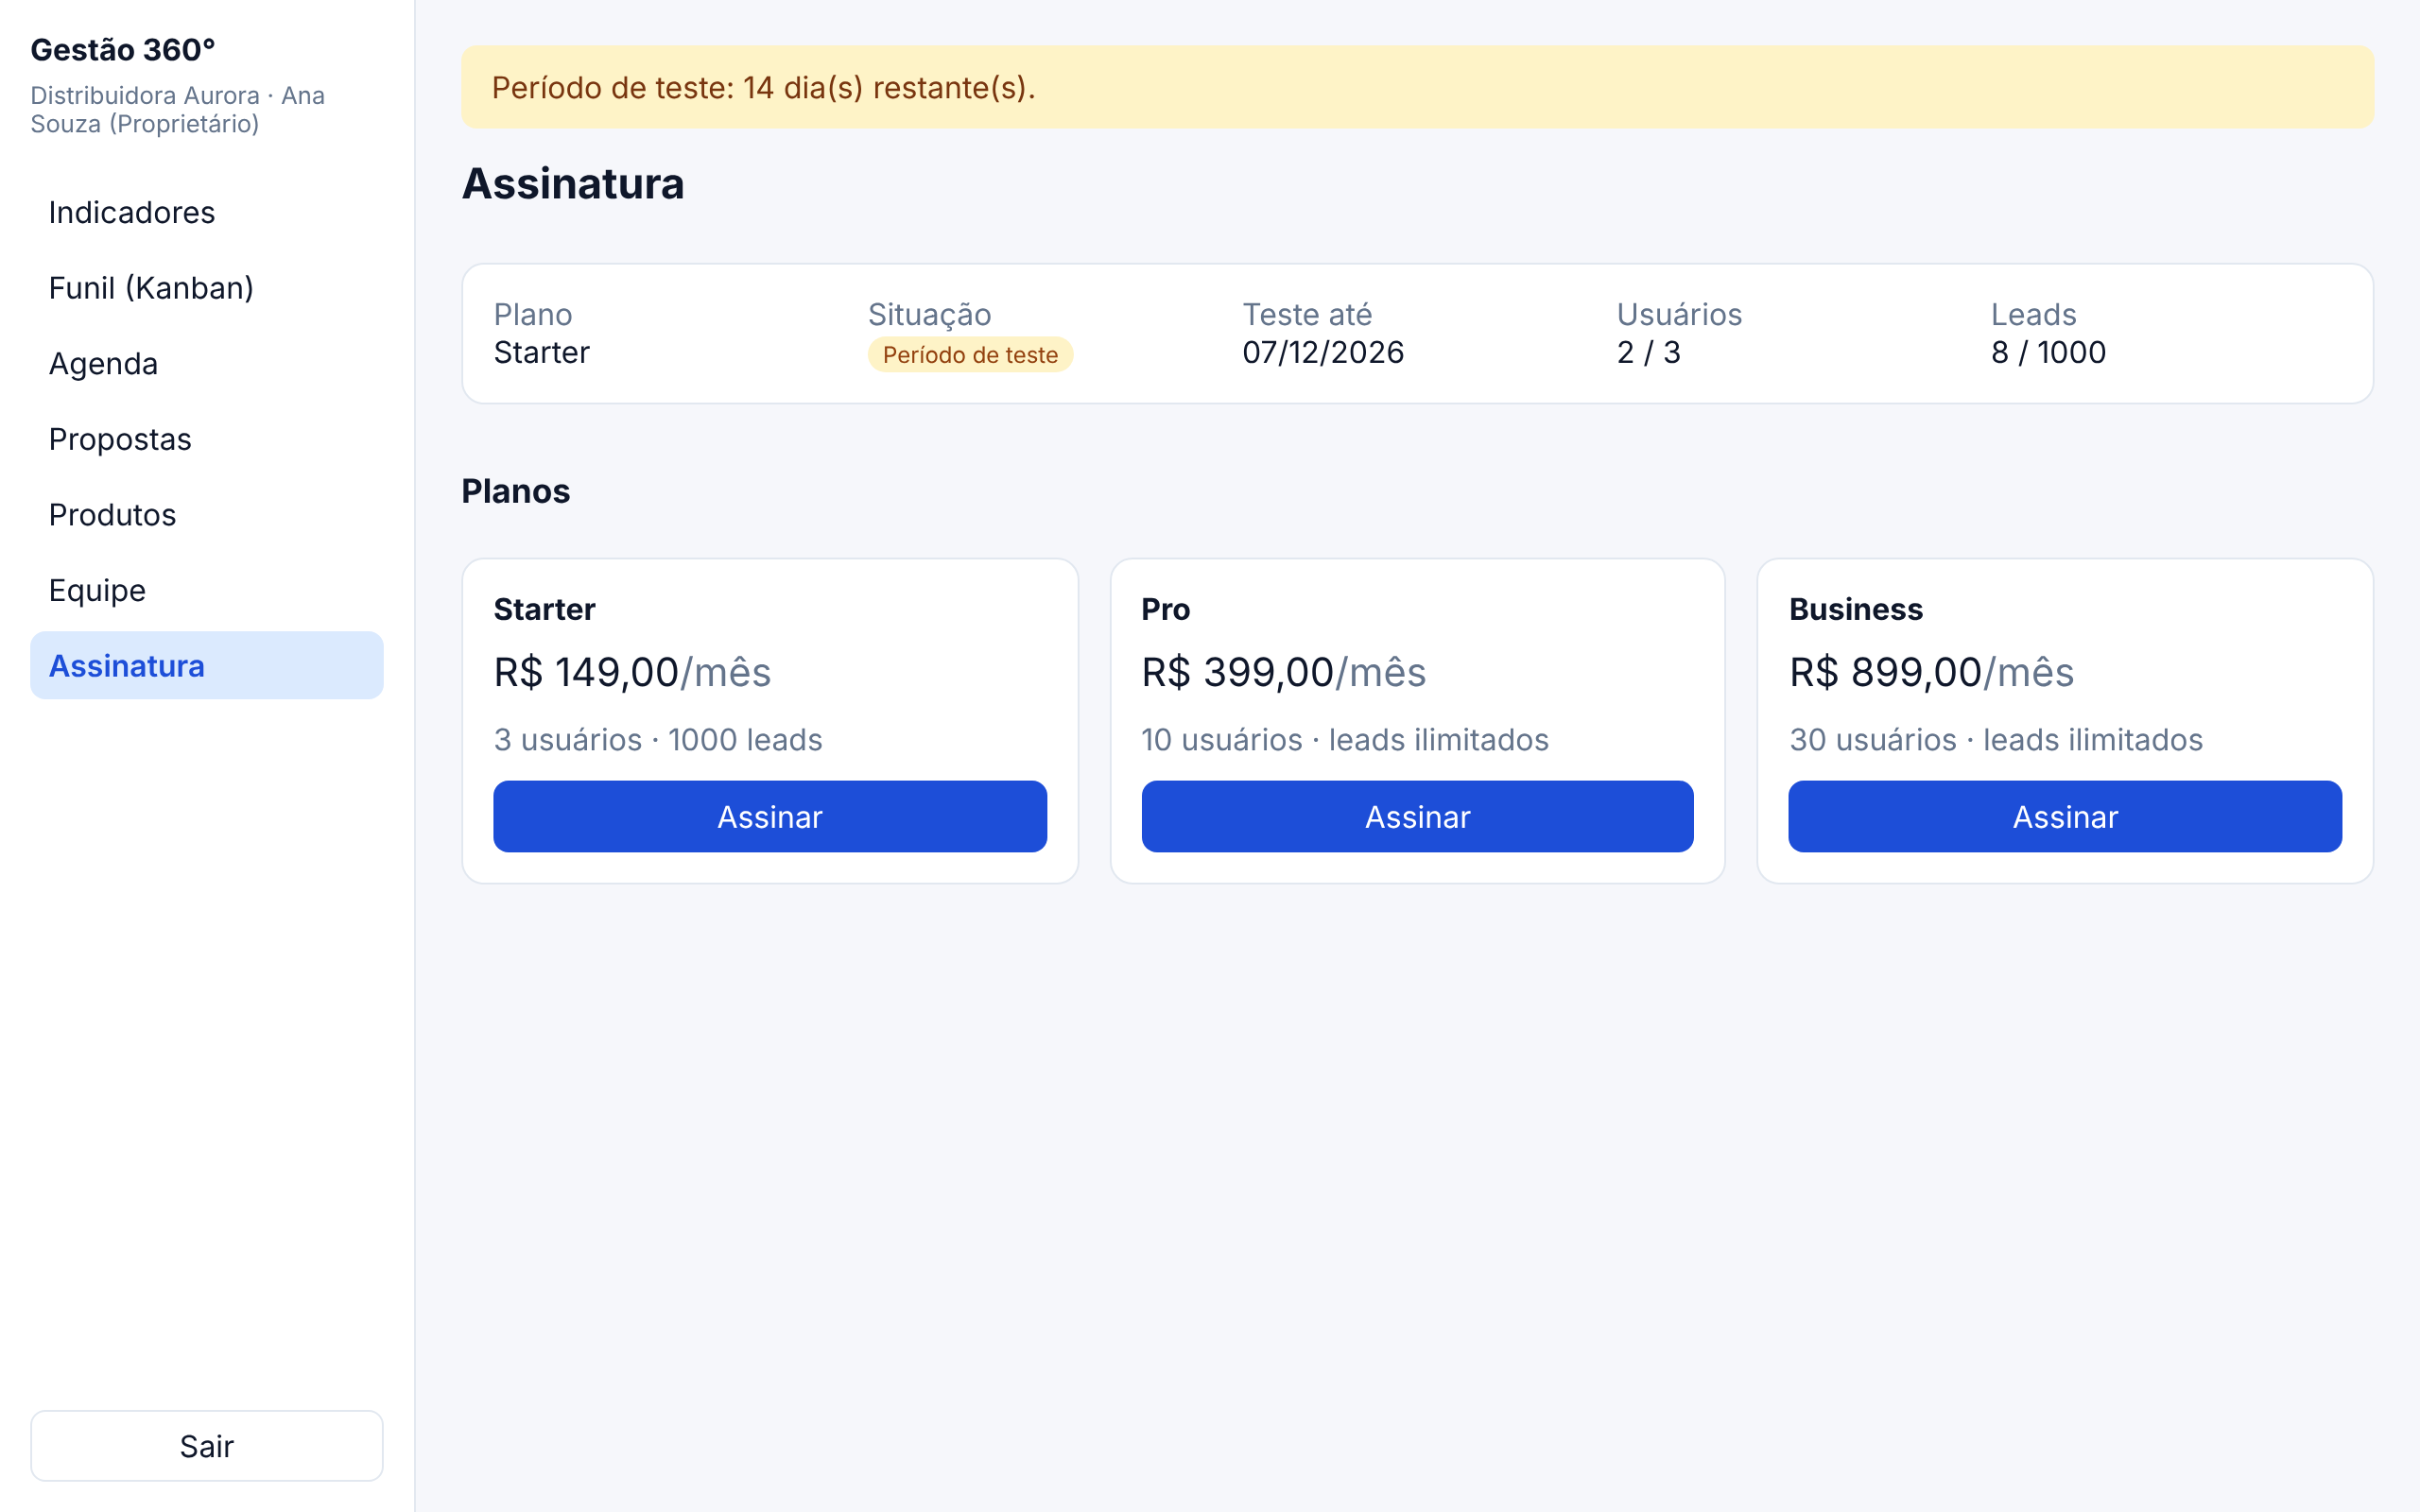 Gestão 360°
Distribuidora Aurora · Ana
Souza (Proprietário)
Indicadores
Funil (Kanban)
Agenda
Propostas
Produtos
Equipe
Assinatura
Sair
Período de teste: 14 dia(s) restante(s).
Assinatura
Plano
Starter
Situação
Período de teste
Teste até
07/12/2026
Usuários
2 / 3
Leads
8 / 1000
Planos
Starter
R$ 149,00/mês
3 usuários · 1000 leads
Assinar
Pro
R$ 399,00/mês
10 usuários · leads ilimitados
Assinar
Business
R$ 899,00/mês
30 usuários · leads ilimitados
Assinar